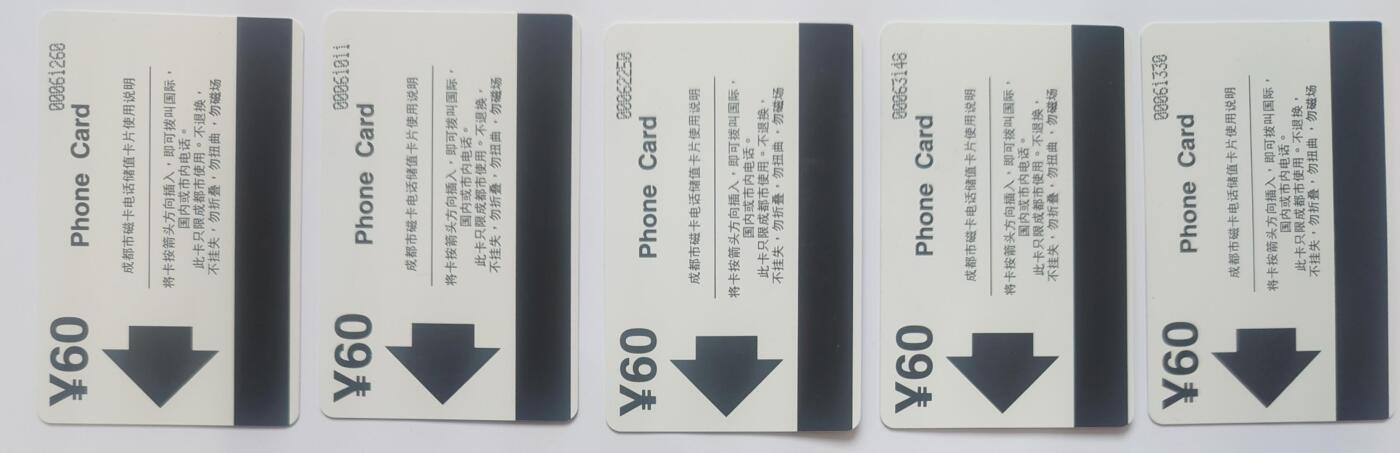 ¥60 Phone Card 00061260
成都市磁卡电话储值卡片使用说明
将卡按箭头方向插入，即可拨叫国际，
国内或市内电话。
此卡只限成都市使用。不退换，
不挂失，勿折叠，勿扭曲，勿磁场
¥60 Phone Card 00061011
成都市磁卡电话储值卡片使用说明
将卡按箭头方向插入，即可拨叫国际，
国内或市内电话。
此卡只限成都市使用。不退换，
不挂失，勿折叠，勿扭曲，勿磁场
¥60 Phone Card 00062250
成都市磁卡电话储值卡片使用说明
将卡按箭头方向插入，即可拨叫国际，
国内或市内电话。
此卡只限成都市使用。不退换，
不挂失，勿折叠，勿扭曲，勿磁场
¥60 Phone Card 00063148
成都市磁卡电话储值卡片使用说明
将卡按箭头方向插入，即可拨叫国际，
国内或市内电话。
此卡只限成都市使用。不退换，
不挂失，勿折叠，勿扭曲，勿磁场
¥60 Phone Card 00061330
成都市磁卡电话储值卡片使用说明
将卡按箭头方向插入，即可拨叫国际，
国内或市内电话。
此卡只限成都市使用。不退换，
不挂失，勿折叠，勿扭曲，勿磁场